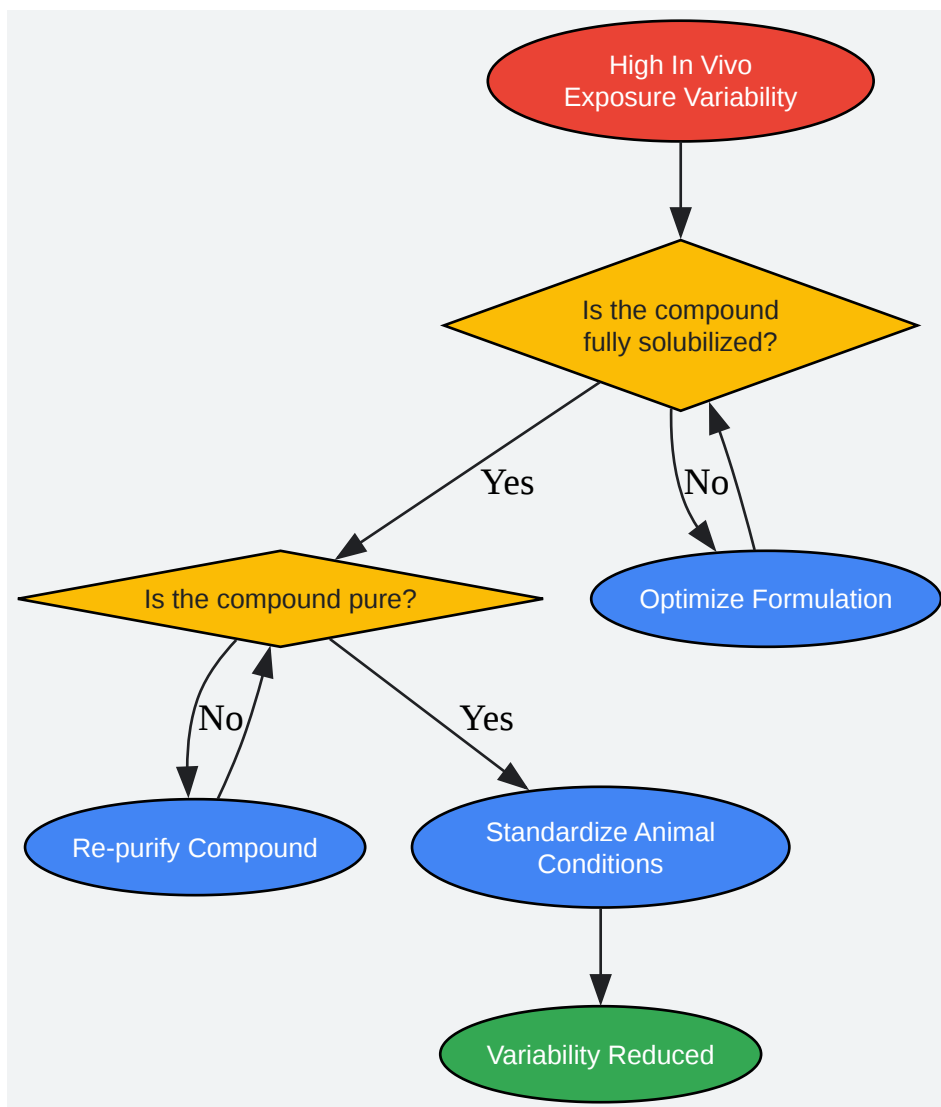 High In Vivo
Exposure Variability
Is the compound
fully solubilized?
Yes
No
Is the compound pure?
Optimize Formulation
No
Yes
Re-purify Compound
Standardize Animal
Conditions
Variability Reduced